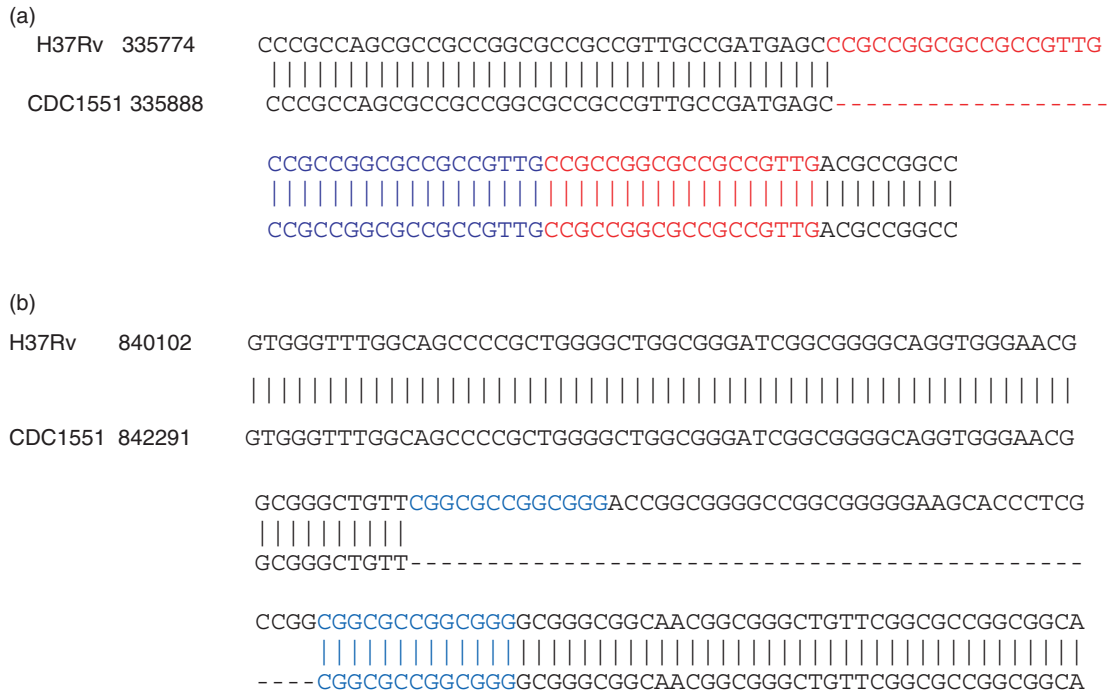 (a)
H37Rv 335774 CCCGCCAGCGCCGCCGGCGCCGCCGTTGCCGATGAGCCCGCCGGCGCCGCCGTTG
||||||||||||||||||||||||||||||||||||||
CDC1551 335888 CCCGCCAGCGCCGCCGGCGCCGCCGTTGCCGATGAGC------------------
CCGCCGGCGCCGCCGTTGCCGCCGGCGCCGCCGTTGACGCCGGCC
|||||||||||||||||||||||||||||||||||||||||||||
CCGCCGGCGCCGCCGTTGCCGCCGGCGCCGCCGTTGACGCCGGCC
(b)
H37Rv 840102 GTGGGTTTGGCAGCCCCGCTGGGGCTGGCGGGATCGGCGGGGCAGGTGGGAACG
||||||||||||||||||||||||||||||||||||||||||||||||||||||
CDC1551 842291 GTGGGTTTGGCAGCCCCGCTGGGGCTGGCGGGATCGGCGGGGCAGGTGGGAACG
GCGGGCTGTTCGGCGCCGGCGGGACCGGCGGGGCCGGCGGGGGAAGCACCCTCG
||||||||||
GCGGGCTGTT--------------------------------------------
CCGGCGGCGCCGGCGGGGCGGGCGGCAACGGCGGGCTGTTCGGCGCCGGCGGCA
||||||||||||||||||||||||||||||||||||||||||||||||||
----CGGCGCCGGCGGGGCGGGCGGCAACGGCGGGCTGTTCGGCGCCGGCGGCA